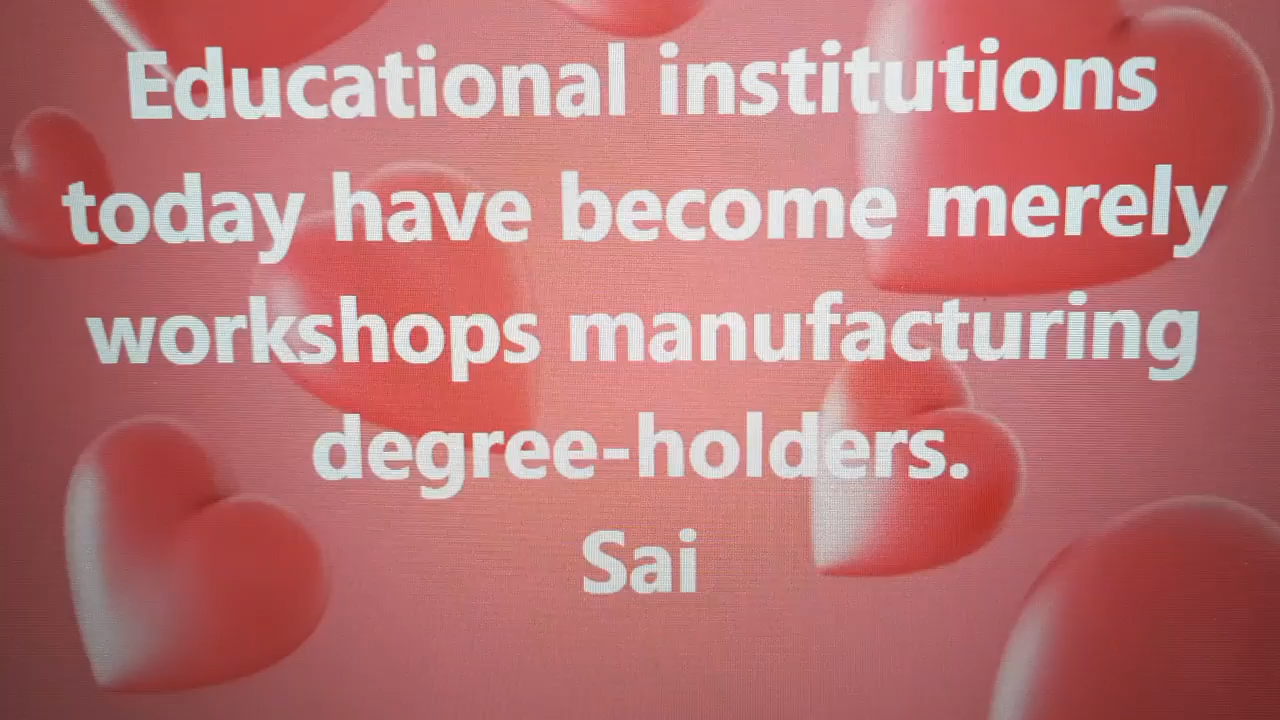 Educational institutions
today have become merely
workshops manufacturing
degree-holders.
Sai